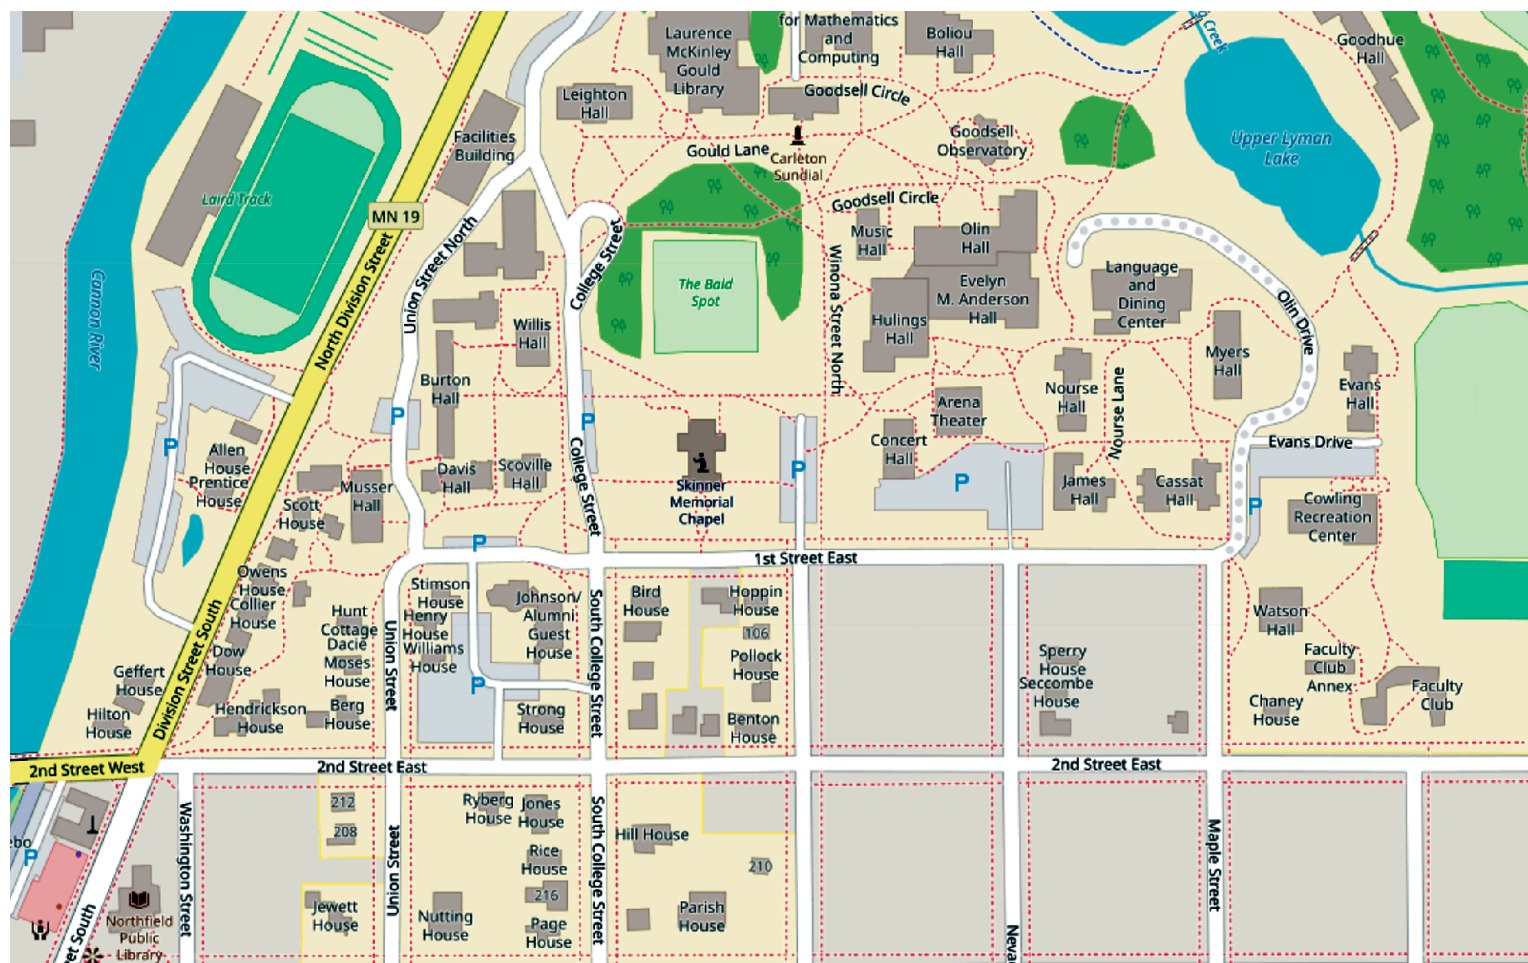 for Mathematics
and
Computing
Laurence
McKinley
Gould
Library
Boliou
Hall
Creek
Goodhue
Hall
Leighton
Hall
Goodsell Circle
Facilities
Building
Gould Lane
Carleton
Sundial
Goodsell
Observatory
Upper Lyman
Lake
Laird Track
MN 19
Goodsell Circle
Music
Hall
Olin
Hall
Union Street North
College Street
North Division Street
Cannon River
The Bald
Spot
Winona Street North
Evelyn
M. Anderson
Hall
Language
and
Dining
Center
Olin Drive
Willis
Hall
Hulings
Hall
Myers
Hall
Burton
Hall
Nourse
Hall
Nourse Lane
Evans
Hall
Arena
Theater
P
P
P
Concert
Hall
Evans Drive
Allen
House
Prentice
House
College Street
P
P
Davis
Hall
Scoville
Hall
Musser
Hall
Scott
House
Skinner
Memorial
Chapel
James
Hall
Cassat
Hall
P
Cowling
Recreation
Center
P
1st Street East
Owens
House
Collier
House
Stimson
House
Henry
House
Williams
House
Johnson/
Alumni
Guest
House
Bird
House
Hoppin
House
106
Pollock
House
Benton
House
Hunt
Cottage
Dacie
Moses
House
Berg
House
Dow
House
Geffert
House
Hilton
House
Hendrickson
House
Division Street South
Union Street
South College Street
P
Strong
House
Sperry
House
Seccombe
House
Watson
Hall
Faculty
Club
Annex
Chaney
House
Faculty
Club
2nd Street West
2nd Street East
2nd Street East
212
208
Ryberg
House
Jones
House
Rice
House
216
Page
House
Hill House
210
Parish
House
Nutting
House
Jewett
House
Washington Street
Union Street
South College Street
Maple Street
P
Northfield
Public
Library